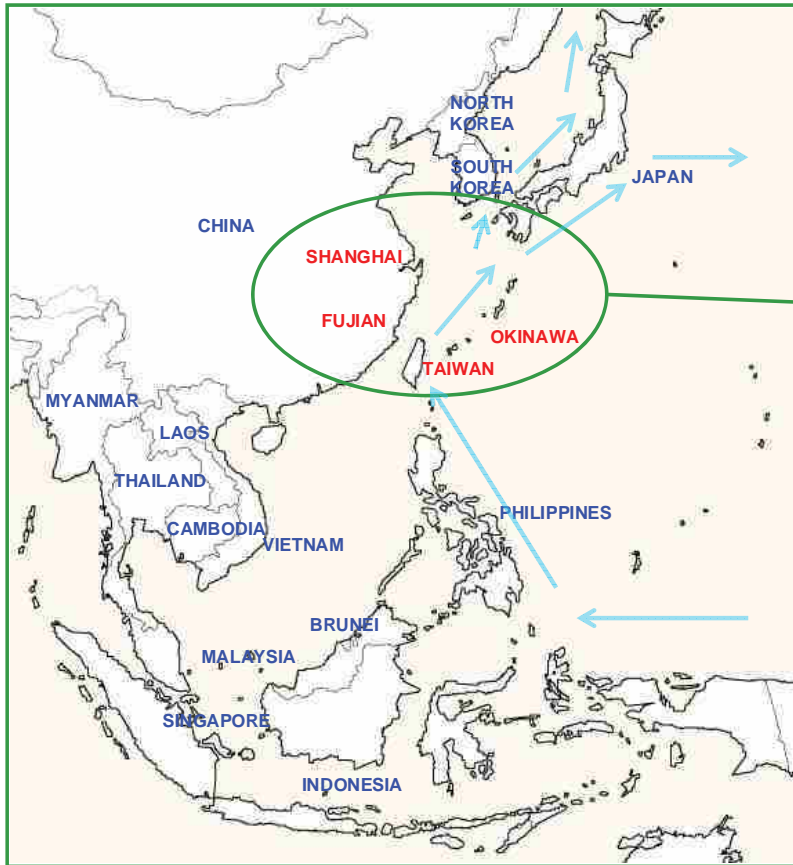 NORTH
KOREA
SOUTH
KOREA
JAPAN
CHINA
SHANGHAI
FUJIAN
OKINAWA
TAIWAN
MYANMAR
LAOS
THAILAND
PHILIPPINES
CAMBODIA
VIETNAM
BRUNEI
MALAYSIA
SINGAPORE
INDONESIA